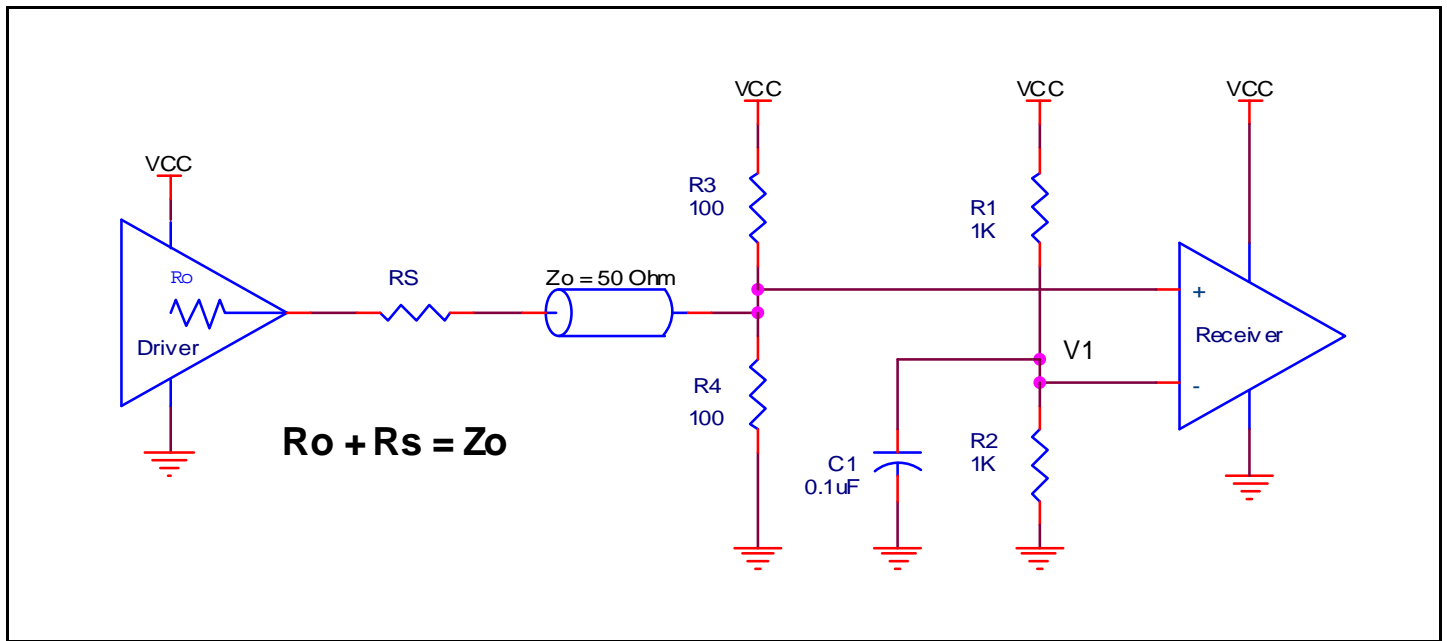 VCC
VCC
VCC
VCC
R3
100
R1
1K
Ro
RS
Zo = 50 Ohm
+
Driver
Receiver
V1
R4
100
-
Ro + Rs = Zo
R2
1K
C1
0.1uF